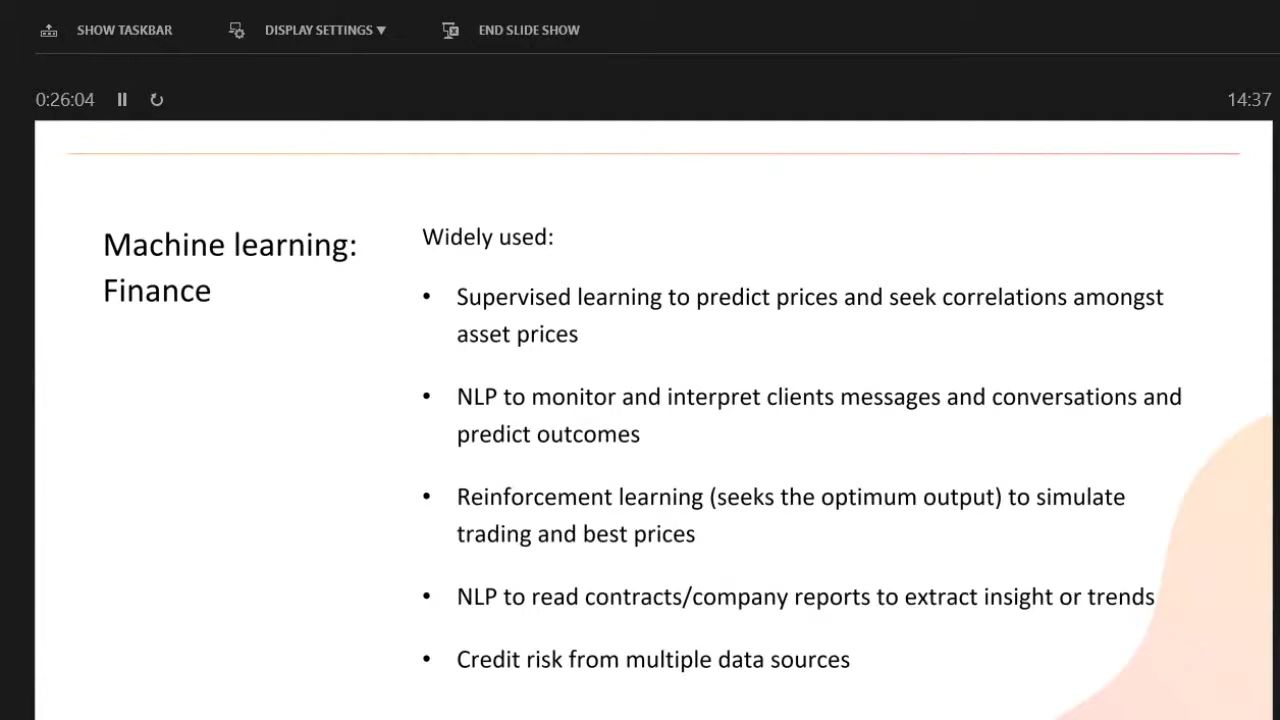 SHOW TASKBAR DISPLAY SETTINGS ▼ END SLIDE SHOW
0:26:04 14:37
Machine learning:
Finance
Widely used:
• Supervised learning to predict prices and seek correlations amongst
asset prices
• NLP to monitor and interpret clients messages and conversations and
predict outcomes
• Reinforcement learning (seeks the optimum output) to simulate
trading and best prices
• NLP to read contracts/company reports to extract insight or trends
• Credit risk from multiple data sources